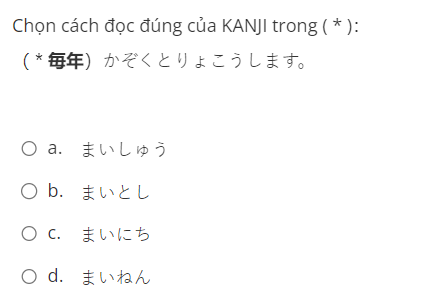 Chọn cách đọc đúng của KANJI trong ( * ):
( * 毎年) かぞくとりょこうします。
a. まいしゅう
b. まいとし
c. まいにち
d. まいねん